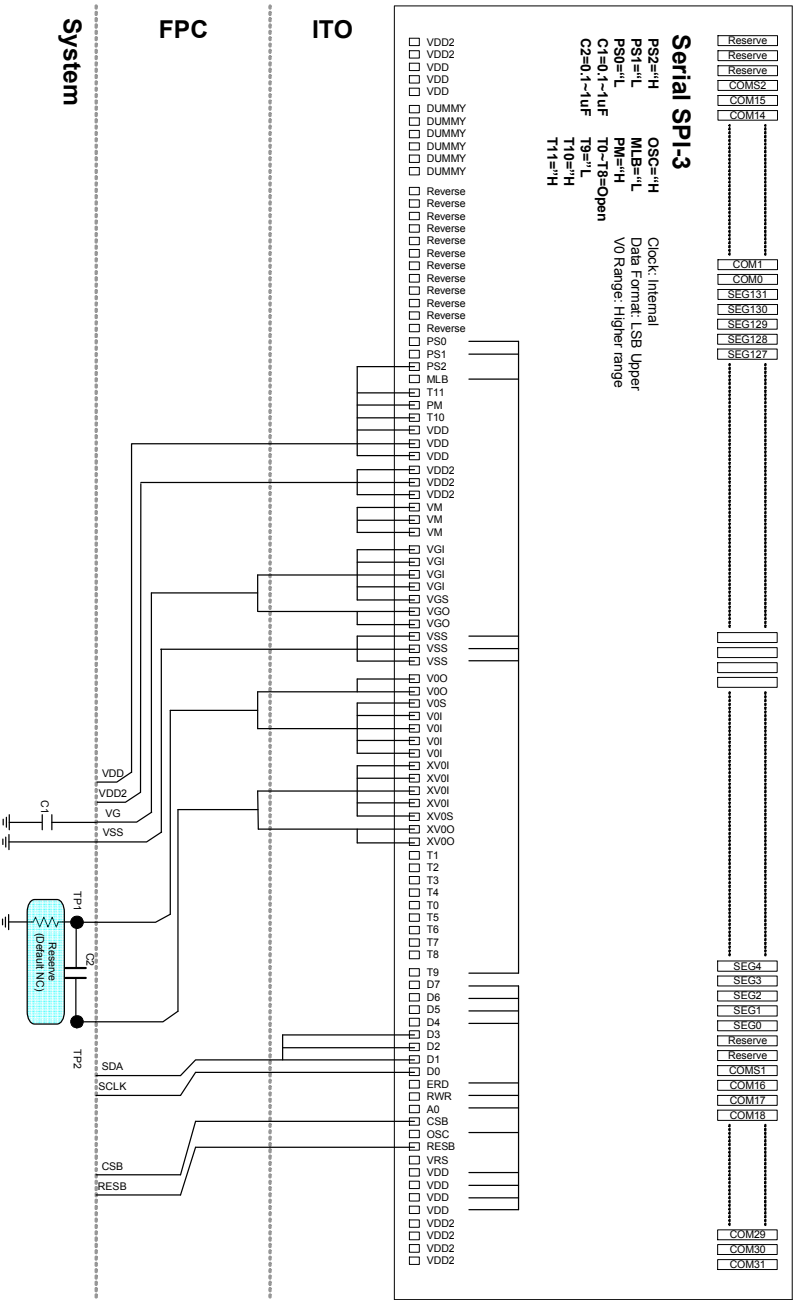 System
FPC
ITO
Serial SPI-3
PS2="H
PS1="L
PS0="L
C1=0.1~1uF
C2=0.1~1uF
OSC="H
MLB="L
PM="H
T0~T8=Open
T9="L
T10="H
T11="H
Clock: Internal
Data Format: LSB Upper
V0 Range: Higher range
VDD2
VDD2
VDD
VDD
VDD
DUMMY
DUMMY
DUMMY
DUMMY
DUMMY
DUMMY
Reverse
Reverse
Reverse
Reverse
Reverse
Reverse
Reverse
Reverse
Reverse
Reverse
Reverse
Reverse
PS0
PS1
PS2
MLB
T11
PM
T10
VDD
VDD
VDD
VDD2
VDD2
VDD2
VM
VM
VM
VGI
VGI
VGI
VGI
VGS
VGO
VGO
VSS
VSS
VSS
V0O
V0O
V0S
V0I
V0I
V0I
V0I
XV0I
XV0I
XV0I
XV0I
XV0S
XV0O
XV0O
T1
T2
T3
T4
T0
T5
T6
T7
T8
T9
D7
D6
D5
D4
D3
D2
D1
D0
ERD
RWR
A0
CSB
OSC
RESB
VRS
VDD
VDD
VDD
VDD
VDD2
VDD2
VDD2
VDD2
Reserve
Reserve
Reserve
COMS2
COM15
COM14
COM1
COM0
SEG131
SEG130
SEG129
SEG128
SEG127
SEG4
SEG3
SEG2
SEG1
SEG0
Reserve
Reserve
COMS1
COM16
COM17
COM18
COM29
COM30
COM31
VDD
VDD2
VG
VSS
C1
TP1
C2
Reserve
(Default NC)
TP2
SDA
SCLK
CSB
RESB